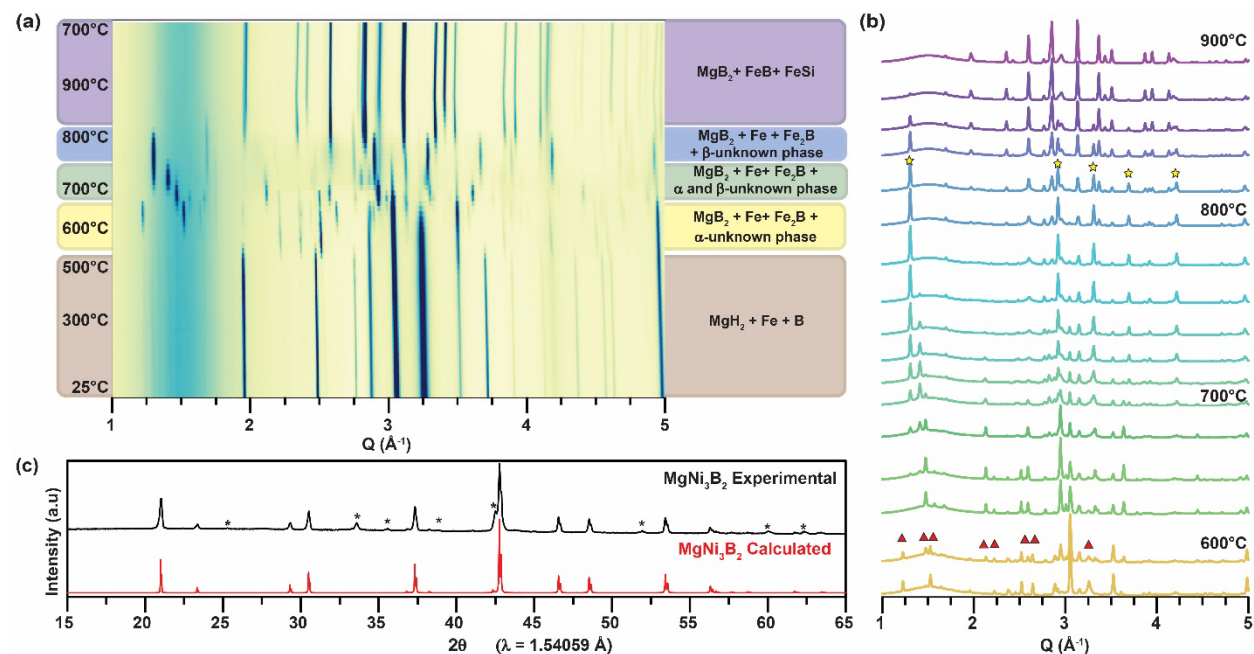 (a)
700°C
900°C
800°C
700°C
600°C
500°C
300°C
25°C
MgB₂+ FeB+ FeSi
MgB₂ + Fe + Fe₂B
+ β-unknown phase
MgB₂ + Fe+ Fe₂B +
α and β-unknown phase
MgB₂ + Fe+ Fe₂B +
α-unknown phase
MgH₂ + Fe + B
1 2 3 4 5
Q (Å⁻¹)
(b)
900°C
800°C
700°C
600°C
1 2 3 4 5
Q (Å⁻¹)
(c)
Intensity (a.u)
MgNi₃B₂ Experimental
* * * * * * * *
MgNi₃B₂ Calculated
15 20 25 30 35 40 45 50 55 60 65
2θ (λ = 1.54059 Å)